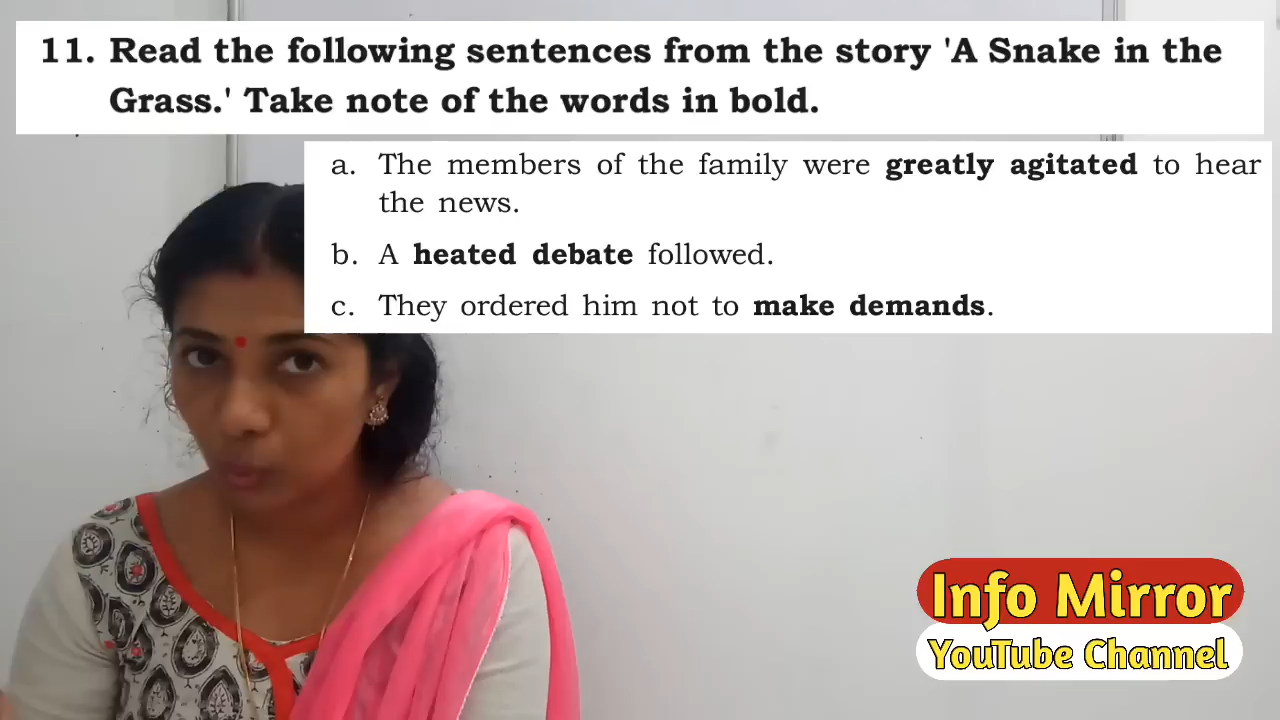 11. Read the following sentences from the story 'A Snake in the
Grass.' Take note of the words in bold.
a. The members of the family were greatly agitated to hear
the news.
b. A heated debate followed.
c. They ordered him not to make demands.
Info Mirror
YouTube Channel